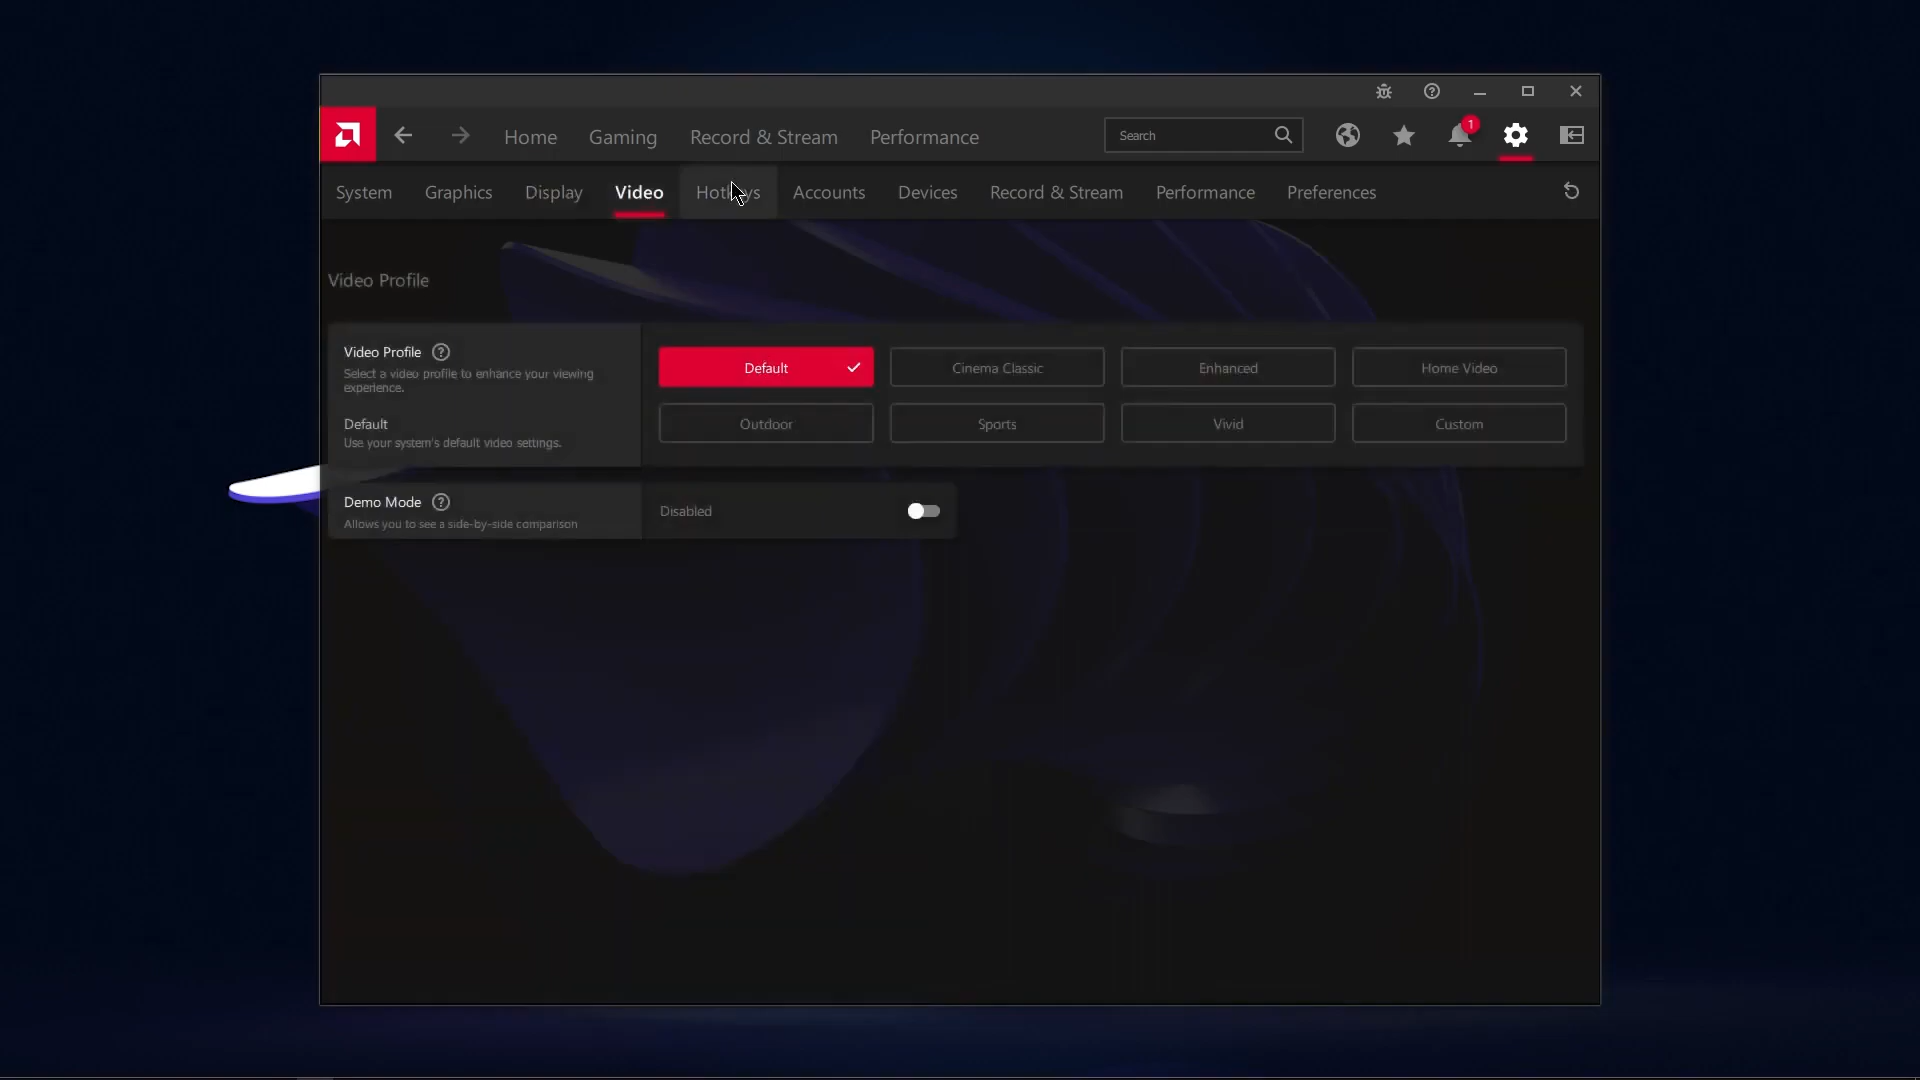 Home Gaming Record & Stream Performance Search 1
System Graphics Display Video Hotkeys Accounts Devices Record & Stream Performance Preferences
Video Profile
Video Profile
Select a video profile to enhance your viewing
experience.
Default
Use your system's default video settings.
Default Cinema Classic Enhanced Home Video
Outdoor Sports Vivid Custom
Demo Mode
Allows you to see a side-by-side comparison
Disabled